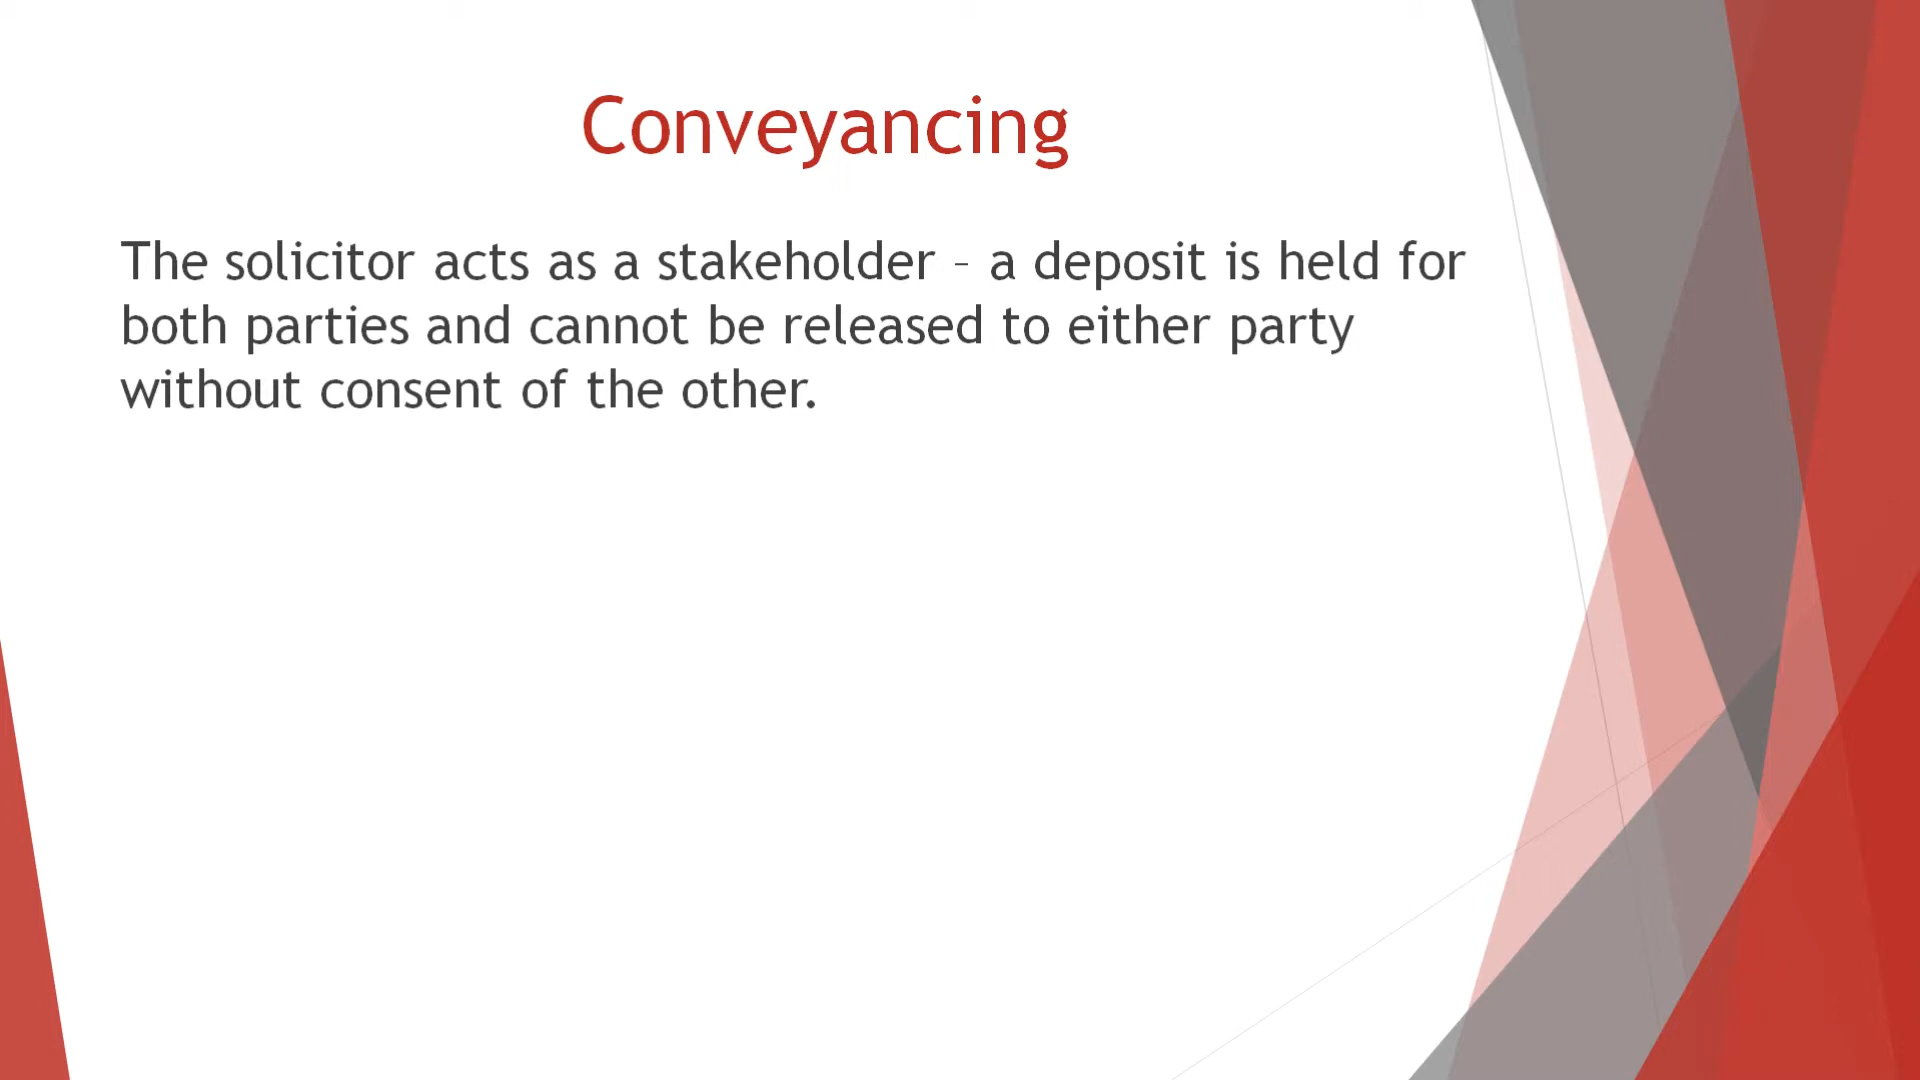 Conveyancing
The solicitor acts as a stakeholder – a deposit is held for
both parties and cannot be released to either party
without consent of the other.